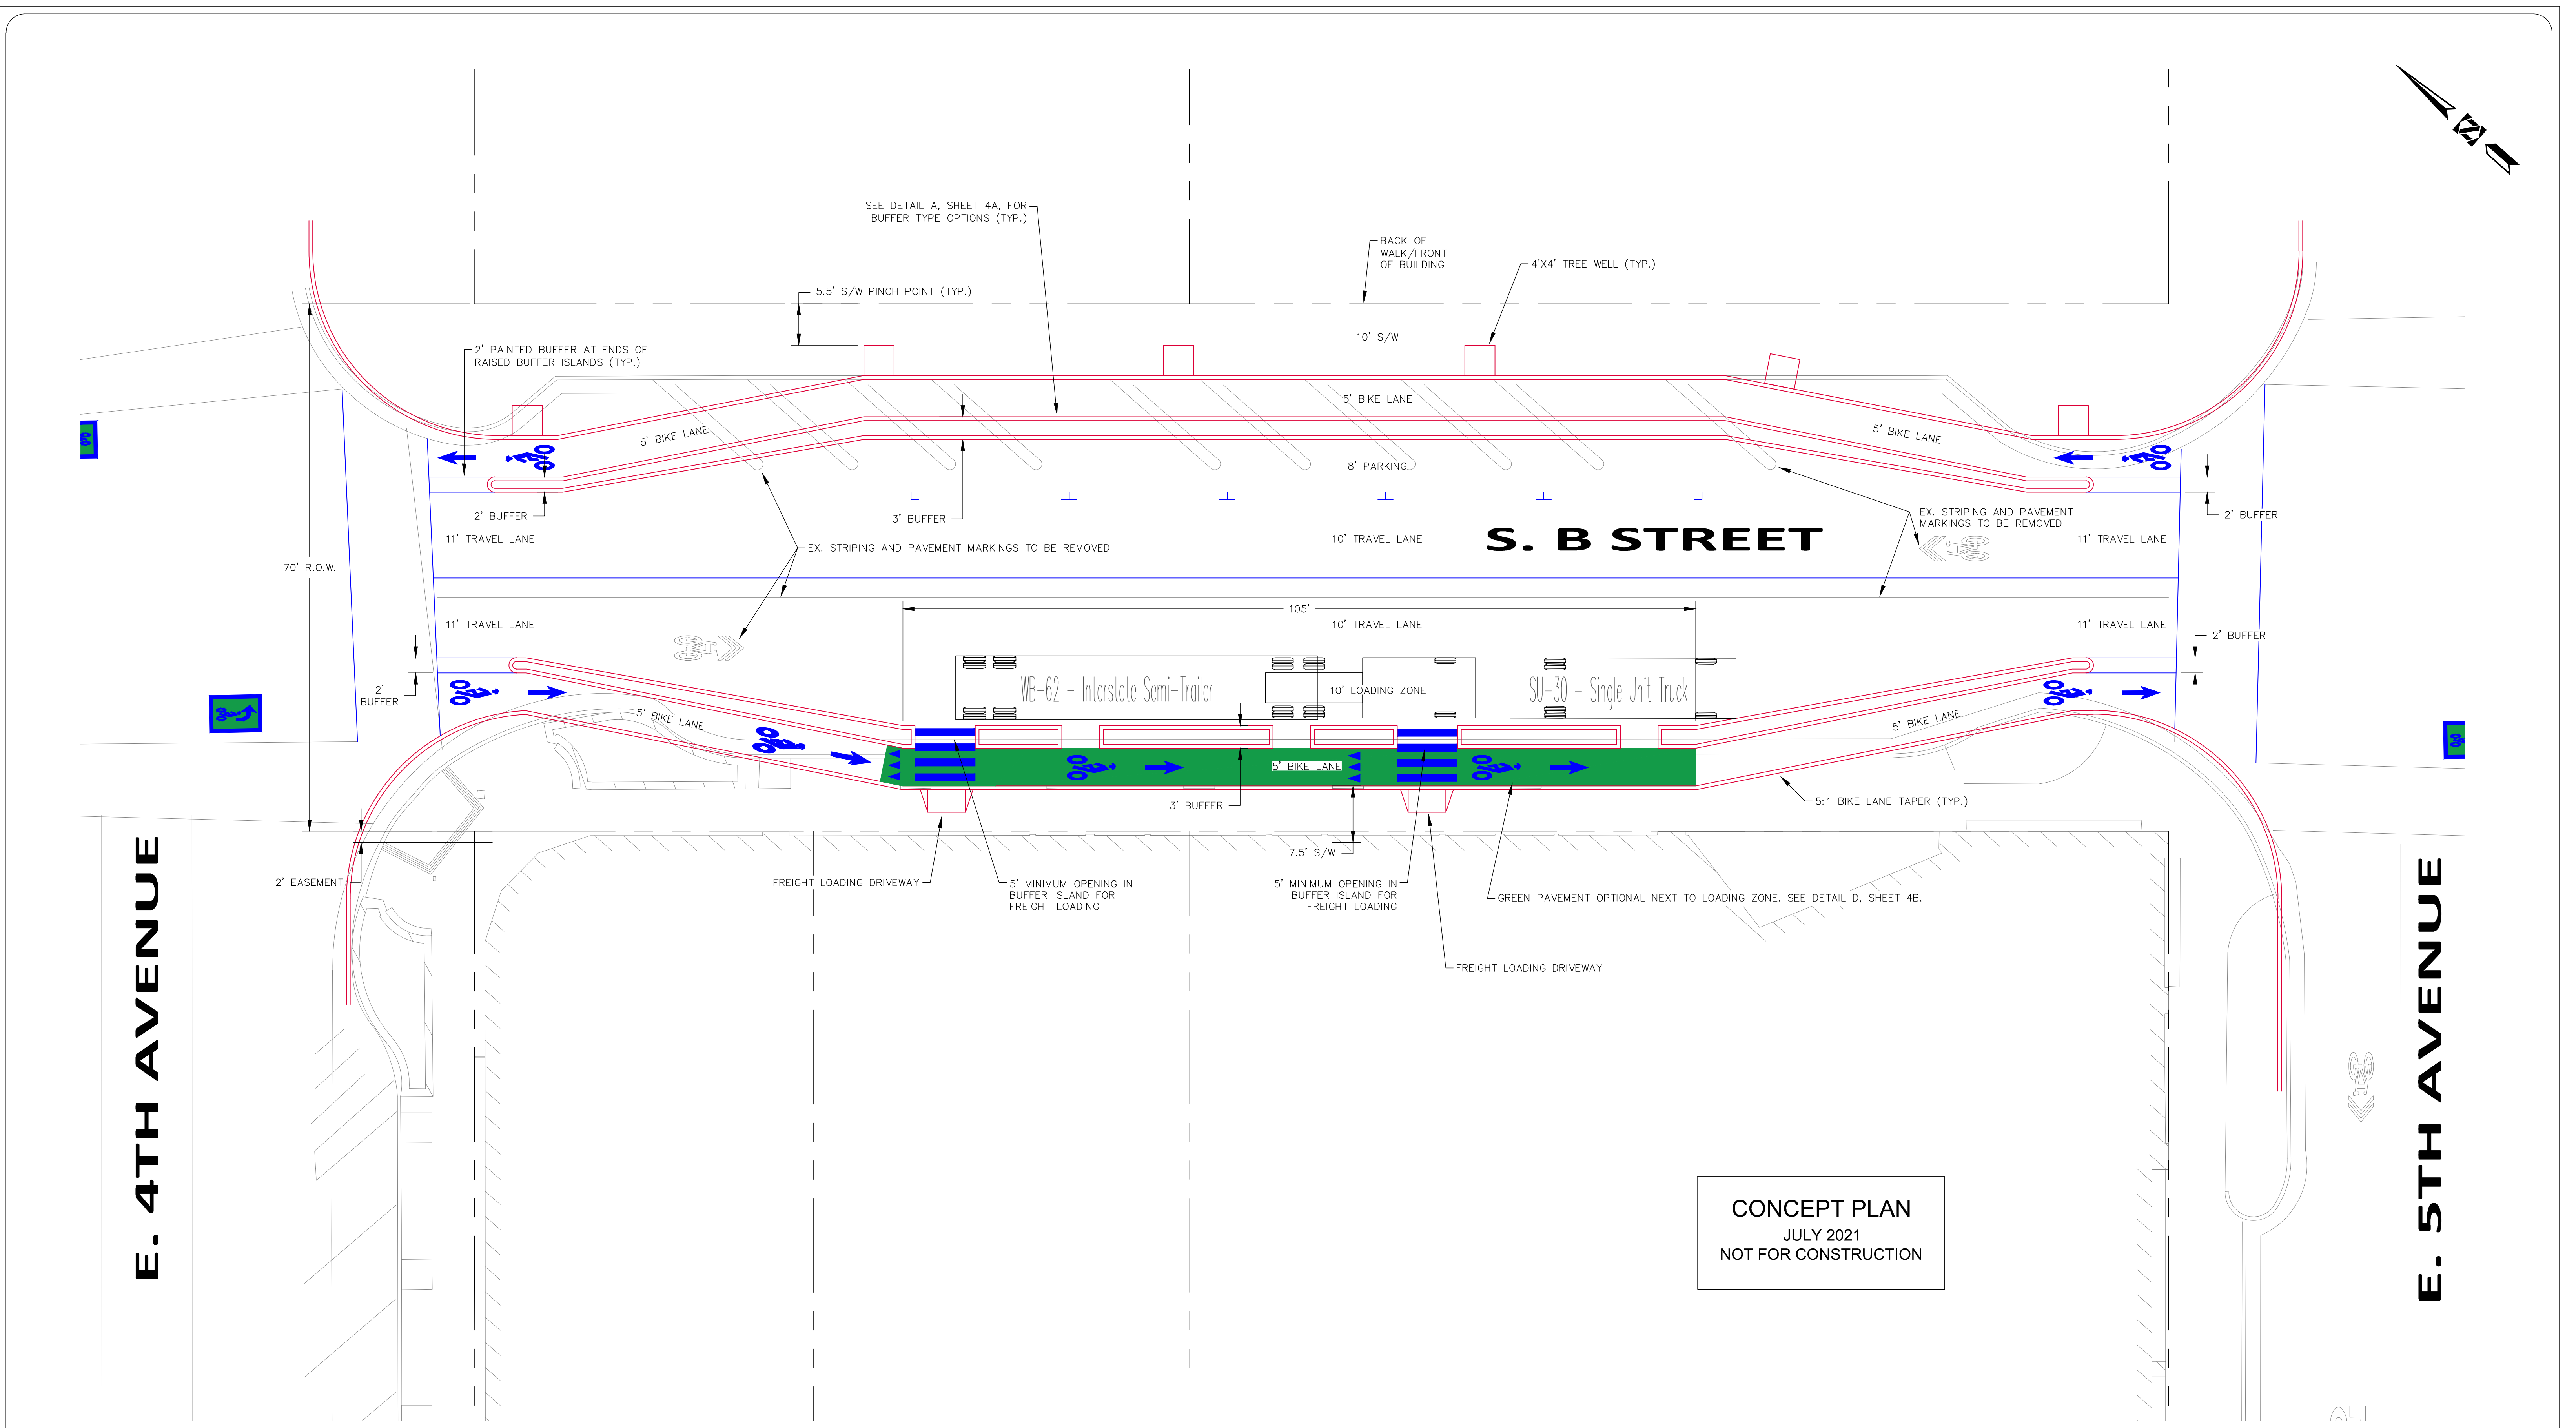 SEE DETAIL A, SHEET 4A, FOR
BUFFER TYPE OPTIONS (TYP.)
BACK OF
WALK/FRONT
OF BUILDING
4'X4' TREE WELL (TYP.)
N
5.5' S/W PINCH POINT (TYP.)
10' S/W
2' PAINTED BUFFER AT ENDS OF
RAISED BUFFER ISLANDS (TYP.)
5' BIKE LANE
5' BIKE LANE
5' BIKE LANE
8' PARKING
2' BUFFER
3' BUFFER
EX. STRIPING AND PAVEMENT
MARKINGS TO BE REMOVED
2' BUFFER
11' TRAVEL LANE
EX. STRIPING AND PAVEMENT MARKINGS TO BE REMOVED
10' TRAVEL LANE
S. B STREET
11' TRAVEL LANE
70' R.O.W.
105'
11' TRAVEL LANE
10' TRAVEL LANE
11' TRAVEL LANE
2' BUFFER
2'
BUFFER
WB-62 - Interstate Semi-Trailer
10' LOADING ZONE
SU-30 - Single Unit Truck
5' BIKE LANE
5' BIKE LANE
5' BIKE LANE
3' BUFFER
5:1 BIKE LANE TAPER (TYP.)
7.5' S/W
2' EASEMENT
FREIGHT LOADING DRIVEWAY
5' MINIMUM OPENING IN
BUFFER ISLAND FOR
FREIGHT LOADING
5' MINIMUM OPENING IN
BUFFER ISLAND FOR
FREIGHT LOADING
GREEN PAVEMENT OPTIONAL NEXT TO LOADING ZONE. SEE DETAIL D, SHEET 4B.
FREIGHT LOADING DRIVEWAY
E. 4TH AVENUE
E. 5TH AVENUE
CONCEPT PLAN
JULY 2021
NOT FOR CONSTRUCTION